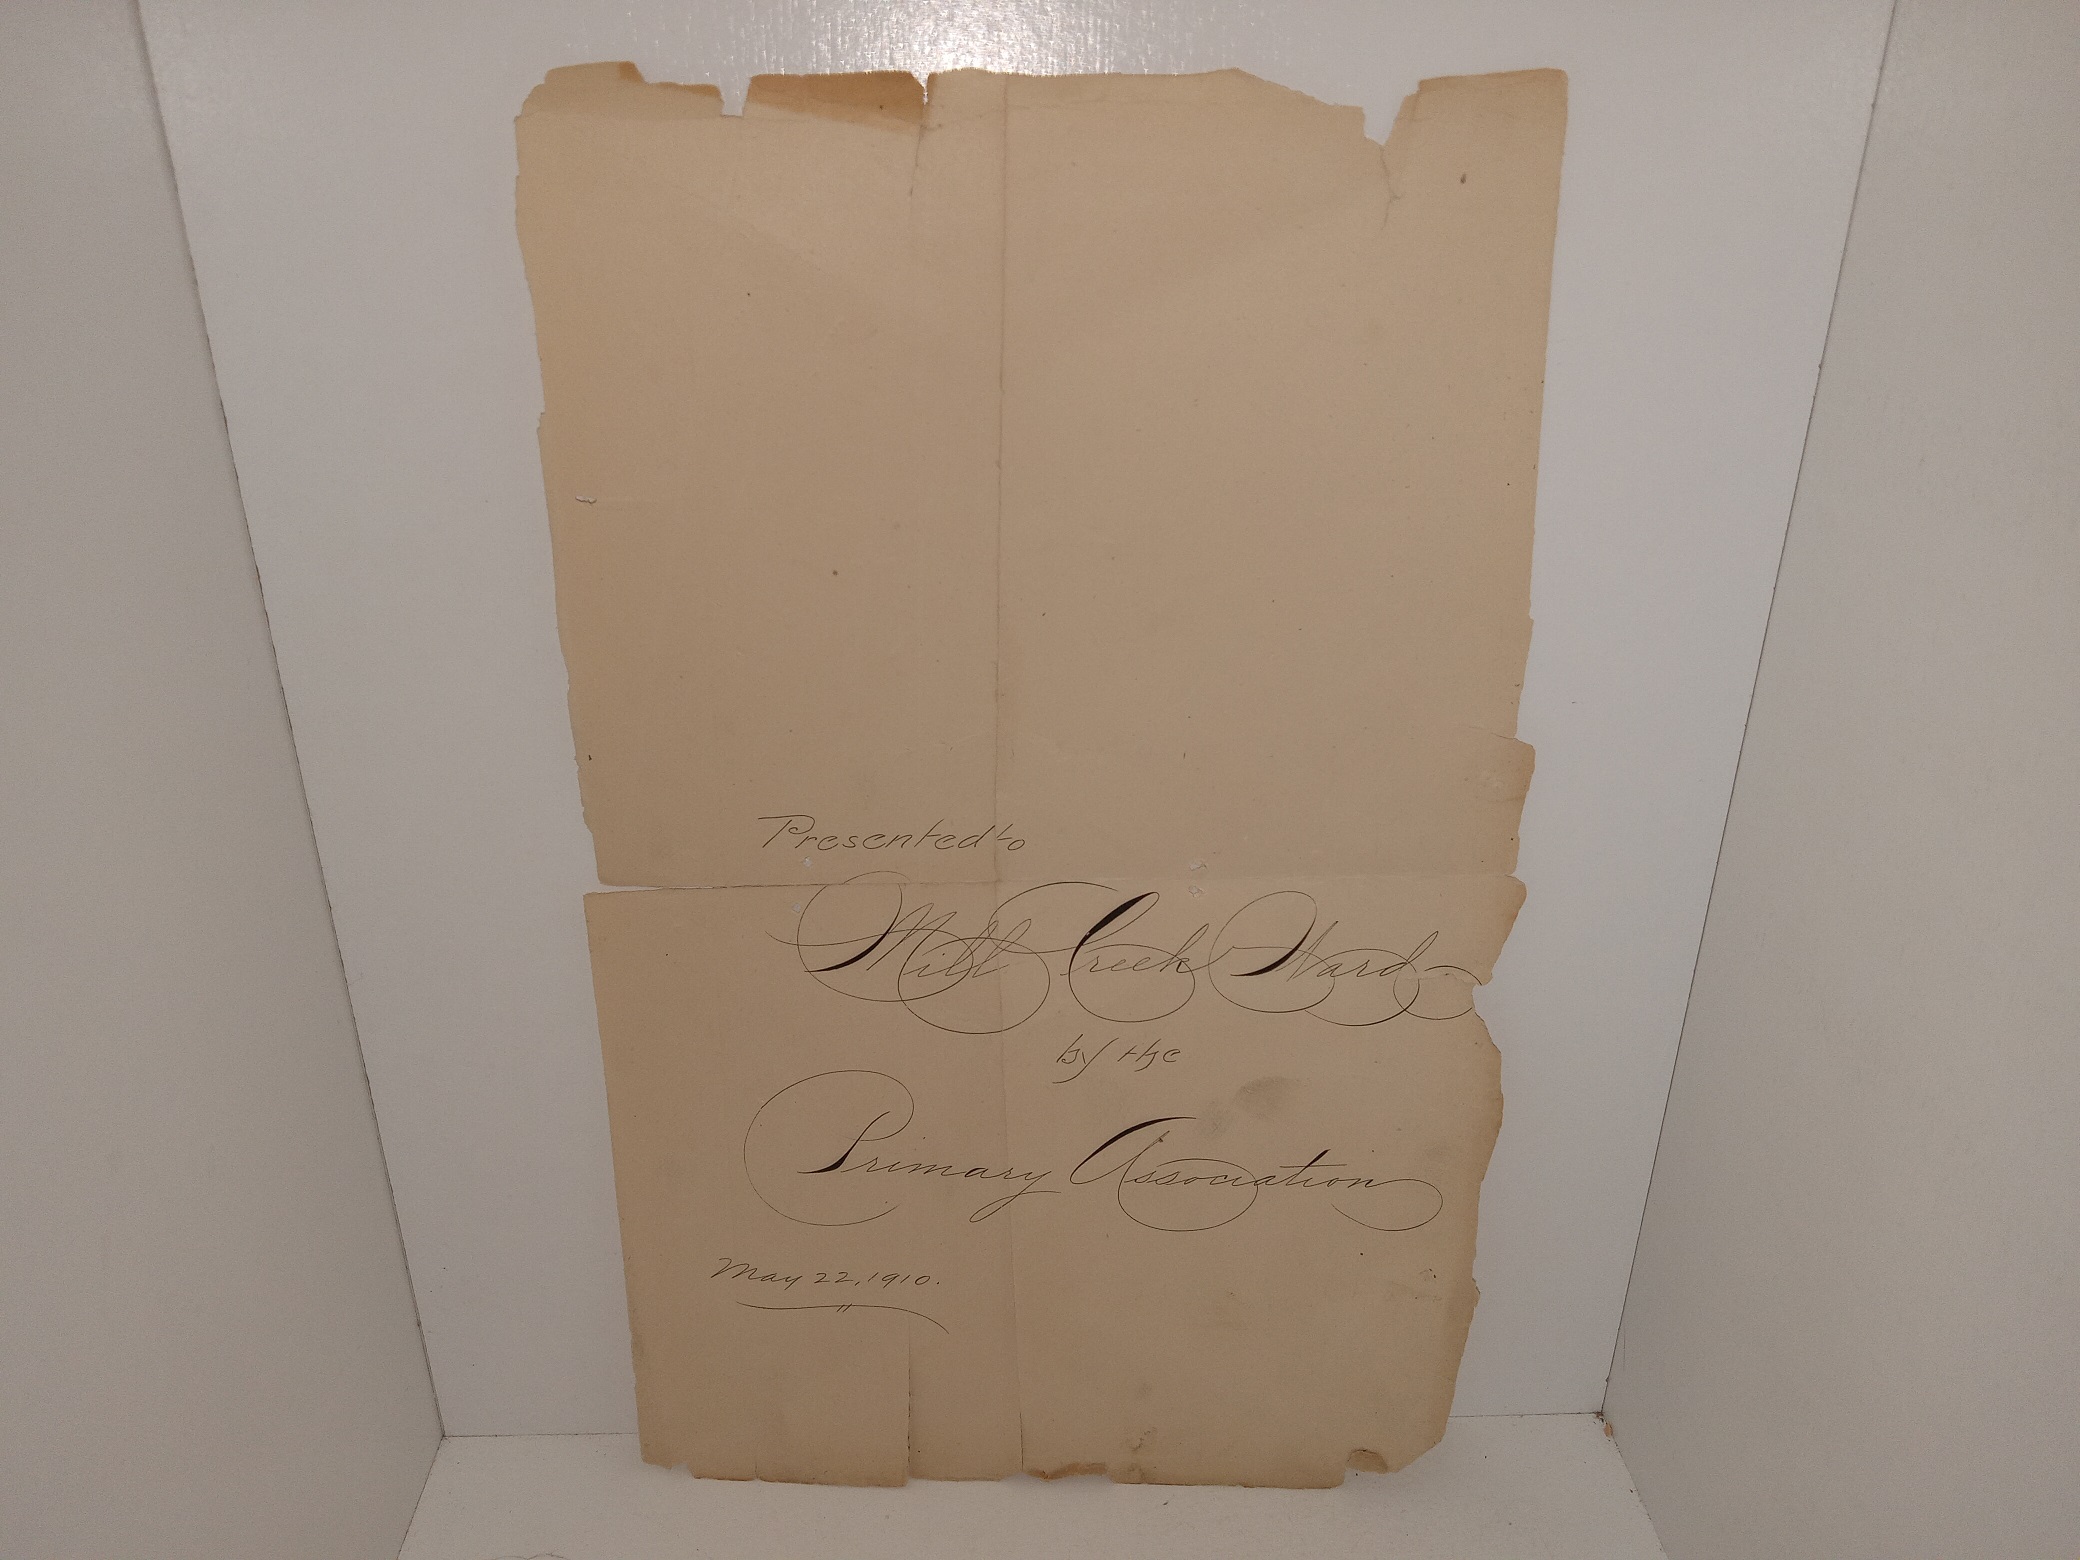 Presented to
Mill Creek Ward
by the
Primary Association
May 22, 1910.